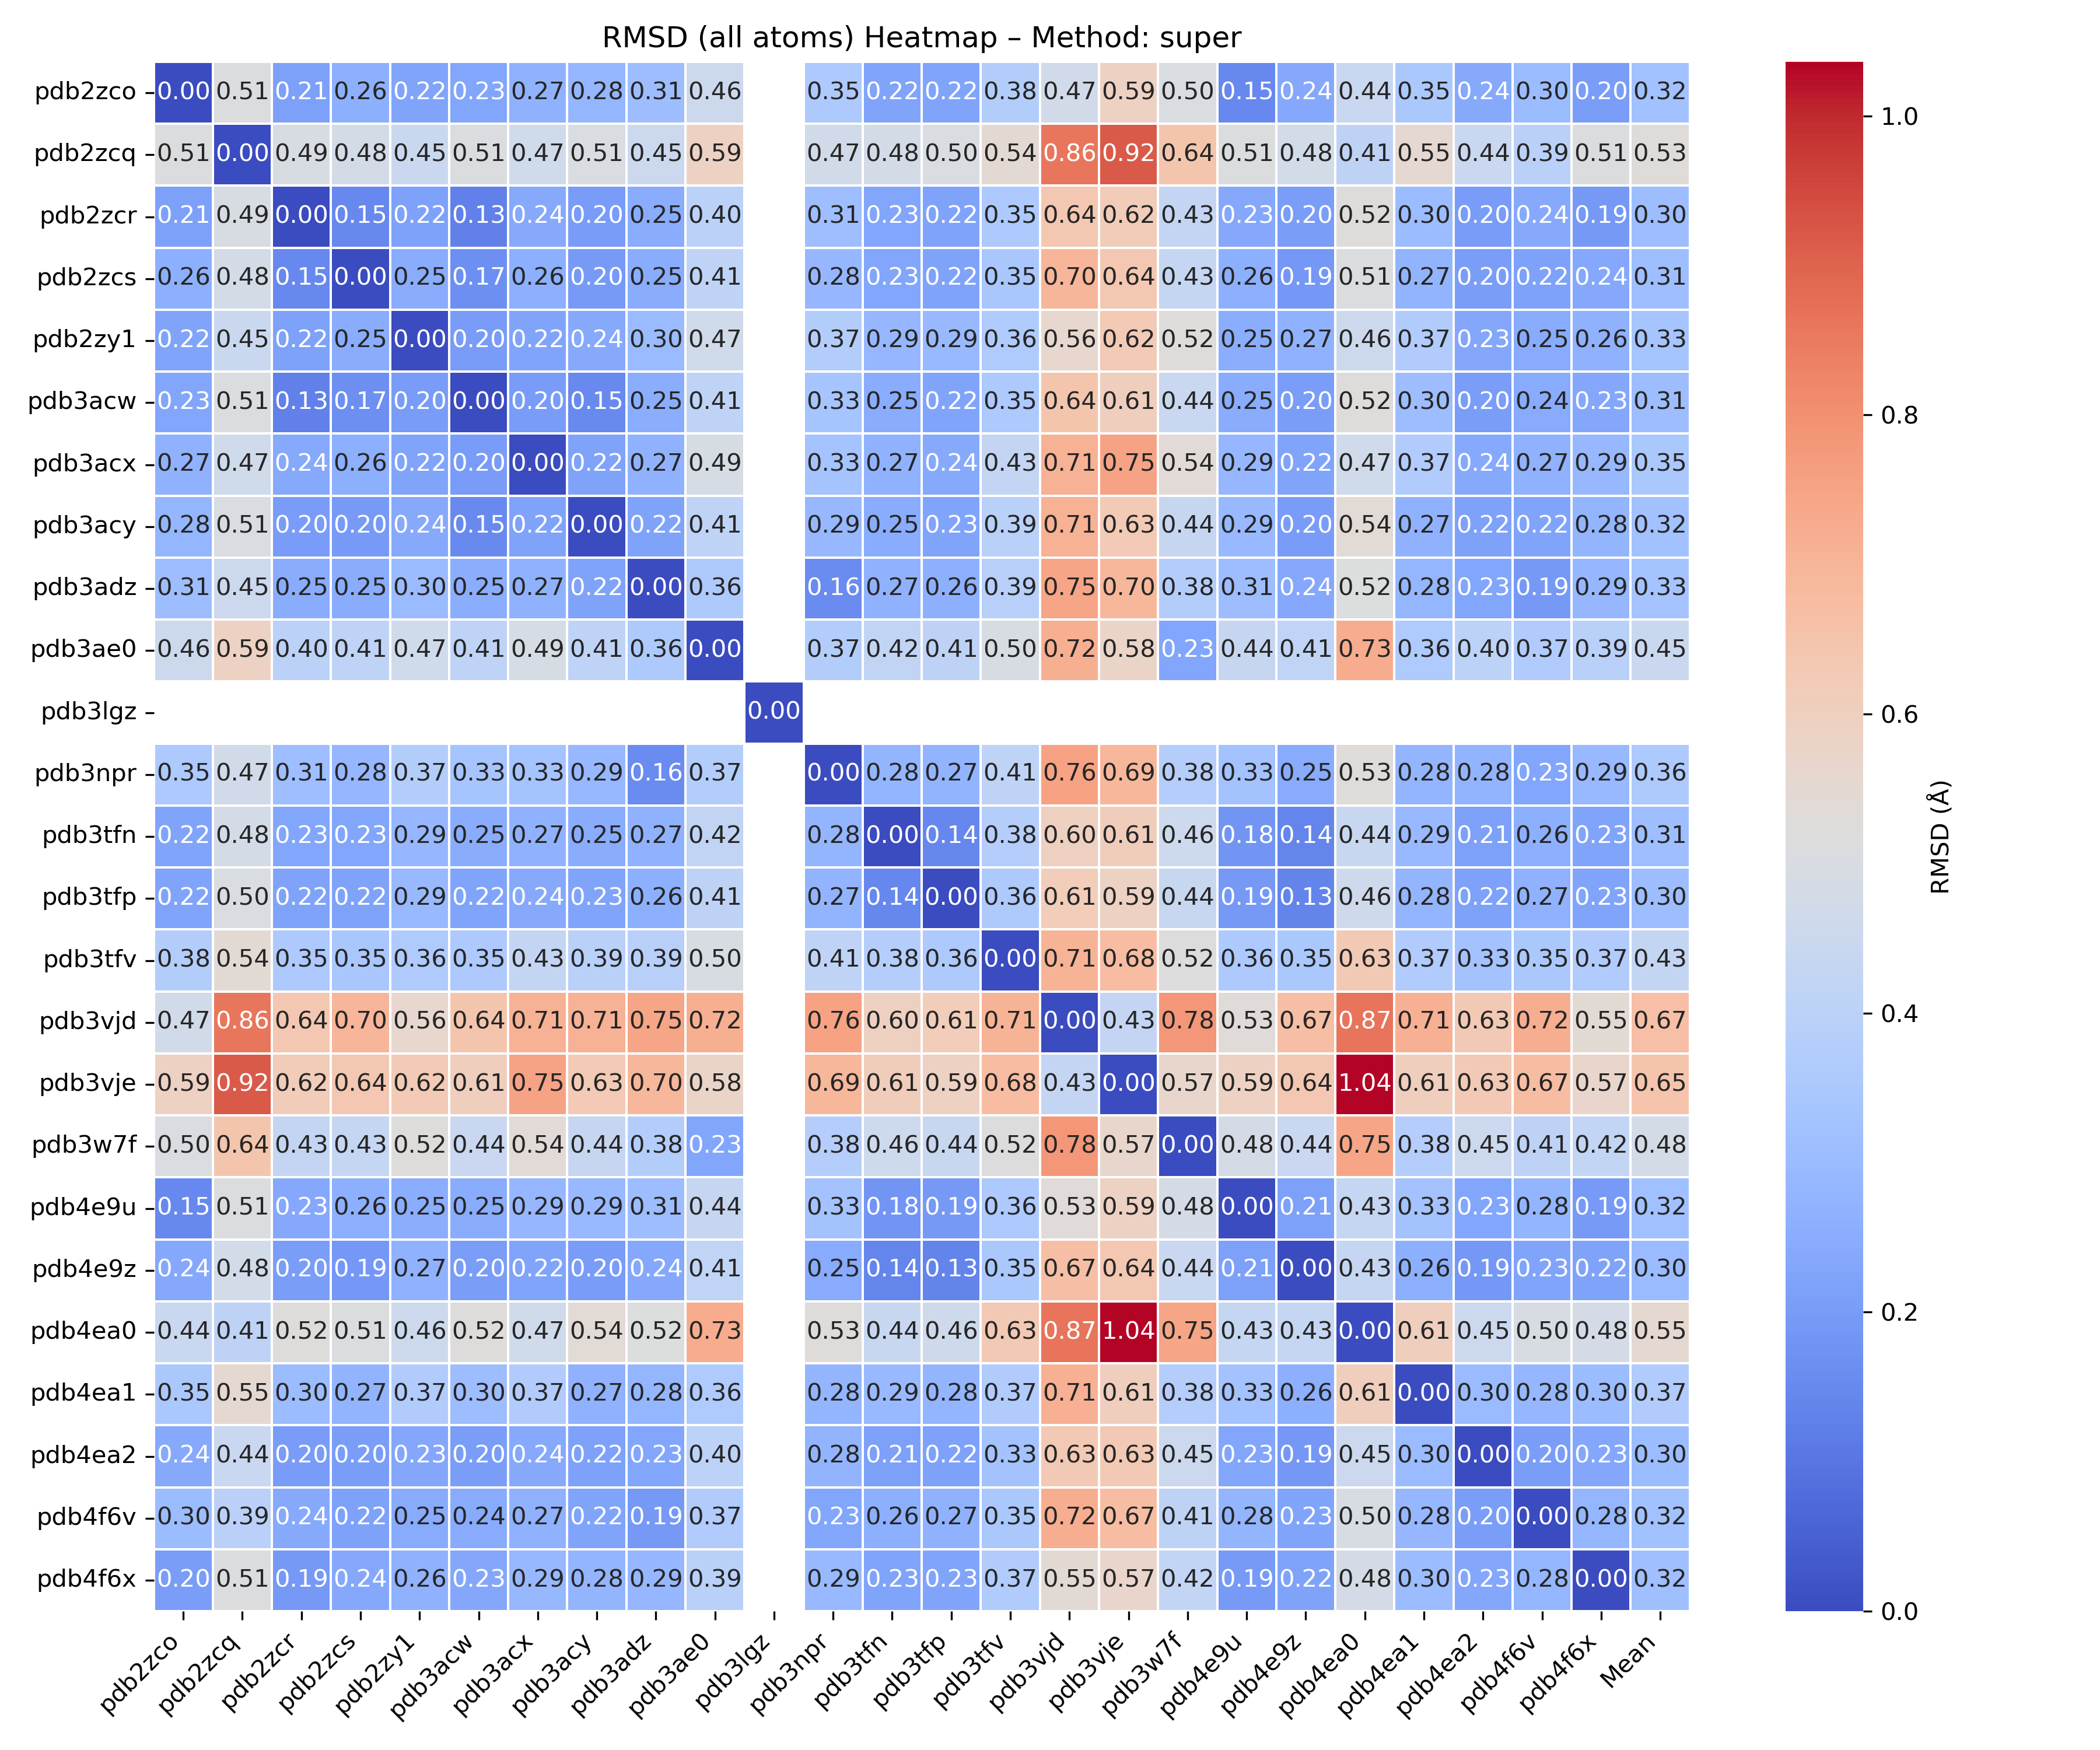 RMSD (all atoms) Heatmap – Method: super
pdb2zco 0.00 0.51 0.21 0.26 0.22 0.23 0.27 0.28 0.31 0.46 0.35 0.22 0.22 0.38 0.47 0.59 0.50 0.15 0.24 0.44 0.35 0.24 0.30 0.20 0.32
pdb2zcq 0.51 0.00 0.49 0.48 0.45 0.51 0.47 0.51 0.45 0.59 0.47 0.48 0.50 0.54 0.86 0.92 0.64 0.51 0.48 0.41 0.55 0.44 0.39 0.51 0.53
pdb2zcr 0.21 0.49 0.00 0.15 0.22 0.13 0.24 0.20 0.25 0.40 0.31 0.23 0.22 0.35 0.64 0.62 0.43 0.23 0.20 0.52 0.30 0.20 0.24 0.19 0.30
pdb2zcs 0.26 0.48 0.15 0.00 0.25 0.17 0.26 0.20 0.25 0.41 0.28 0.23 0.22 0.35 0.70 0.64 0.43 0.26 0.19 0.51 0.27 0.20 0.22 0.24 0.31
pdb2zy1 0.22 0.45 0.22 0.25 0.00 0.20 0.22 0.24 0.30 0.47 0.37 0.29 0.29 0.36 0.56 0.62 0.52 0.25 0.27 0.46 0.37 0.23 0.25 0.26 0.33
pdb3acw 0.23 0.51 0.13 0.17 0.20 0.00 0.20 0.15 0.25 0.41 0.33 0.25 0.22 0.35 0.64 0.61 0.44 0.25 0.20 0.52 0.30 0.20 0.24 0.23 0.31
pdb3acx 0.27 0.47 0.24 0.26 0.22 0.20 0.00 0.22 0.27 0.49 0.33 0.27 0.24 0.43 0.71 0.75 0.54 0.29 0.22 0.47 0.37 0.24 0.27 0.29 0.35
pdb3acy 0.28 0.51 0.20 0.20 0.24 0.15 0.22 0.00 0.22 0.41 0.29 0.25 0.23 0.39 0.71 0.63 0.44 0.29 0.20 0.54 0.27 0.22 0.22 0.28 0.32
pdb3adz 0.31 0.45 0.25 0.25 0.30 0.25 0.27 0.22 0.00 0.36 0.16 0.27 0.26 0.39 0.75 0.70 0.38 0.31 0.24 0.52 0.28 0.23 0.19 0.29 0.33
pdb3ae0 0.46 0.59 0.40 0.41 0.47 0.41 0.49 0.41 0.36 0.00 0.37 0.42 0.41 0.50 0.72 0.58 0.23 0.44 0.41 0.73 0.36 0.40 0.37 0.39 0.45
pdb3lgz 0.00
pdb3npr 0.35 0.47 0.31 0.28 0.37 0.33 0.33 0.29 0.16 0.37 0.00 0.28 0.27 0.41 0.76 0.69 0.38 0.33 0.25 0.53 0.28 0.28 0.23 0.29 0.36
pdb3tfn 0.22 0.48 0.23 0.23 0.29 0.25 0.27 0.25 0.27 0.42 0.28 0.00 0.14 0.38 0.60 0.61 0.46 0.18 0.14 0.44 0.29 0.21 0.26 0.23 0.31
pdb3tfp 0.22 0.50 0.22 0.22 0.29 0.22 0.24 0.23 0.26 0.41 0.27 0.14 0.00 0.36 0.61 0.59 0.44 0.19 0.13 0.46 0.28 0.22 0.27 0.23 0.30
pdb3tfv 0.38 0.54 0.35 0.35 0.36 0.35 0.43 0.39 0.39 0.50 0.41 0.38 0.36 0.00 0.71 0.68 0.52 0.36 0.35 0.63 0.37 0.33 0.35 0.37 0.43
pdb3vjd 0.47 0.86 0.64 0.70 0.56 0.64 0.71 0.71 0.75 0.72 0.76 0.60 0.61 0.71 0.00 0.43 0.78 0.53 0.67 0.87 0.71 0.63 0.72 0.55 0.67
pdb3vje 0.59 0.92 0.62 0.64 0.62 0.61 0.75 0.63 0.70 0.58 0.69 0.61 0.59 0.68 0.43 0.00 0.57 0.59 0.64 1.04 0.61 0.63 0.67 0.57 0.65
pdb3w7f 0.50 0.64 0.43 0.43 0.52 0.44 0.54 0.44 0.38 0.23 0.38 0.46 0.44 0.52 0.78 0.57 0.00 0.48 0.44 0.75 0.38 0.45 0.41 0.42 0.48
pdb4e9u 0.15 0.51 0.23 0.26 0.25 0.25 0.29 0.29 0.31 0.44 0.33 0.18 0.19 0.36 0.53 0.59 0.48 0.00 0.21 0.43 0.33 0.23 0.28 0.19 0.32
pdb4e9z 0.24 0.48 0.20 0.19 0.27 0.20 0.22 0.20 0.24 0.41 0.25 0.14 0.13 0.35 0.67 0.64 0.44 0.21 0.00 0.43 0.26 0.19 0.23 0.22 0.30
pdb4ea0 0.44 0.41 0.52 0.51 0.46 0.52 0.47 0.54 0.52 0.73 0.53 0.44 0.46 0.63 0.87 1.04 0.75 0.43 0.43 0.00 0.61 0.45 0.50 0.48 0.55
pdb4ea1 0.35 0.55 0.30 0.27 0.37 0.30 0.37 0.27 0.28 0.36 0.28 0.29 0.28 0.37 0.71 0.61 0.38 0.33 0.26 0.61 0.00 0.30 0.28 0.30 0.37
pdb4ea2 0.24 0.44 0.20 0.20 0.23 0.20 0.24 0.22 0.23 0.40 0.28 0.21 0.22 0.33 0.63 0.63 0.45 0.23 0.19 0.45 0.30 0.00 0.20 0.23 0.30
pdb4f6v 0.30 0.39 0.24 0.22 0.25 0.24 0.27 0.22 0.19 0.37 0.23 0.26 0.27 0.35 0.72 0.67 0.41 0.28 0.23 0.50 0.28 0.20 0.00 0.28 0.32
pdb4f6x 0.20 0.51 0.19 0.24 0.26 0.23 0.29 0.28 0.29 0.39 0.29 0.23 0.23 0.37 0.55 0.57 0.42 0.19 0.22 0.48 0.30 0.23 0.28 0.00 0.32
pdb2zco pdb2zcq pdb2zcr pdb2zcs pdb2zy1 pdb3acw pdb3acx pdb3acy pdb3adz pdb3ae0 pdb3lgz pdb3npr pdb3tfn pdb3tfp pdb3tfv pdb3vjd pdb3vje pdb3w7f pdb4e9u pdb4e9z pdb4ea0 pdb4ea1 pdb4ea2 pdb4f6v pdb4f6x Mean
1.0
0.8
0.6
0.4
0.2
0.0
RMSD (Å)